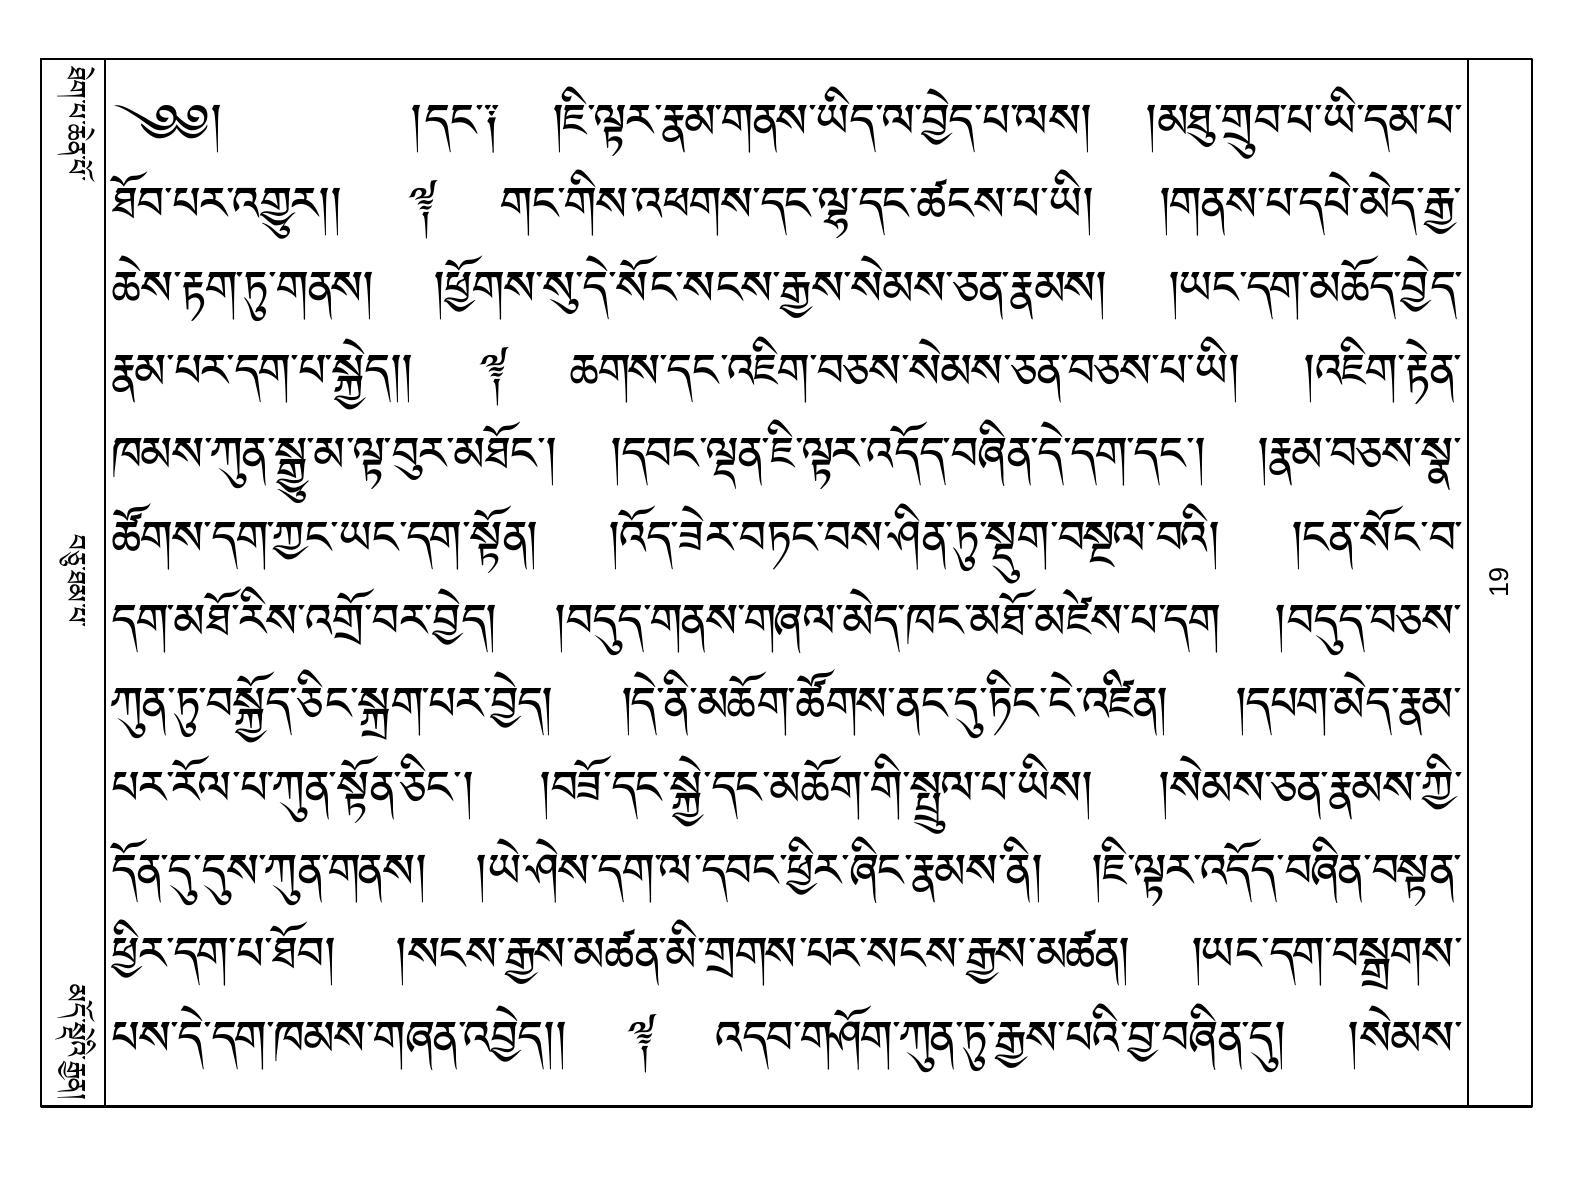 ཐེག་པ་ཆེན་པོ་
བཅུ་ཐམ་པ་
མདོ་སྡེའི་རྒྱན།
༄༅། །དང་༑ །ཇི་ལྟར་རྣམ་གནས་ཡིད་ལ་བྱེད་པ་ལས། །མཐུ་གྲུབ་པ་ཡི་དམ་པ་
ཐོབ་པར་འགྱུར།། ༈ གང་གིས་འཕགས་དང་ལྷ་དང་ཚངས་པ་ཡི། །གནས་པ་དཔེ་མེད་རྒྱ་
ཆེས་རྟག་ཏུ་གནས། །ཕྱོགས་སུ་དེ་སོང་སངས་རྒྱས་སེམས་ཅན་རྣམས། །ཡང་དག་མཆོད་བྱེད་
རྣམ་པར་དག་པ་སྐྱེད།། ༈ ཆགས་དང་འཇིག་བཅས་སེམས་ཅན་བཅས་པ་ཡི། །འཇིག་རྟེན་
ཁམས་ཀུན་སྒྱུ་མ་ལྟ་བུར་མཐོང་། །དབང་ལྡན་ཇི་ལྟར་འདོད་བཞིན་དེ་དག་དང་། །རྣམ་བཅས་སྣ་
ཚོགས་དག་ཀྱང་ཡང་དག་སྟོན། །འོད་ཟེར་བཏང་བས་ཤིན་ཏུ་སྡུག་བསྔལ་བའི། །ངན་སོང་བ་
དག་མཐོ་རིས་འགྲོ་བར་བྱེད། །བདུད་གནས་གཞལ་མེད་ཁང་མཐོ་མཛེས་པ་དག །བདུད་བཅས་
ཀུན་ཏུ་བསྐྱོད་ཅིང་སྐྲག་པར་བྱེད། །དེ་ནི་མཆོག་ཚོགས་ནང་དུ་ཏིང་ངེ་འཛིན། །དཔག་མེད་རྣམ་
པར་རོལ་པ་ཀུན་སྟོན་ཅིང་། །བཟོ་དང་སྐྱེ་དང་མཆོག་གི་སྤྲུལ་པ་ཡིས། །སེམས་ཅན་རྣམས་ཀྱི་
དོན་དུ་དུས་ཀུན་གནས། །ཡེ་ཤེས་དག་ལ་དབང་ཕྱིར་ཞིང་རྣམས་ནི། །ཇི་ལྟར་འདོད་བཞིན་བསྟན་
ཕྱིར་དག་པ་ཐོབ། །སངས་རྒྱས་མཚན་མི་གྲགས་པར་སངས་རྒྱས་མཚན། །ཡང་དག་བསྒྲགས་
པས་དེ་དག་ཁམས་གཞན་འབྱེད།། ༈ འདབ་གཤོག་ཀུན་ཏུ་རྒྱས་པའི་བྱ་བཞིན་དུ། །སེམས་
19